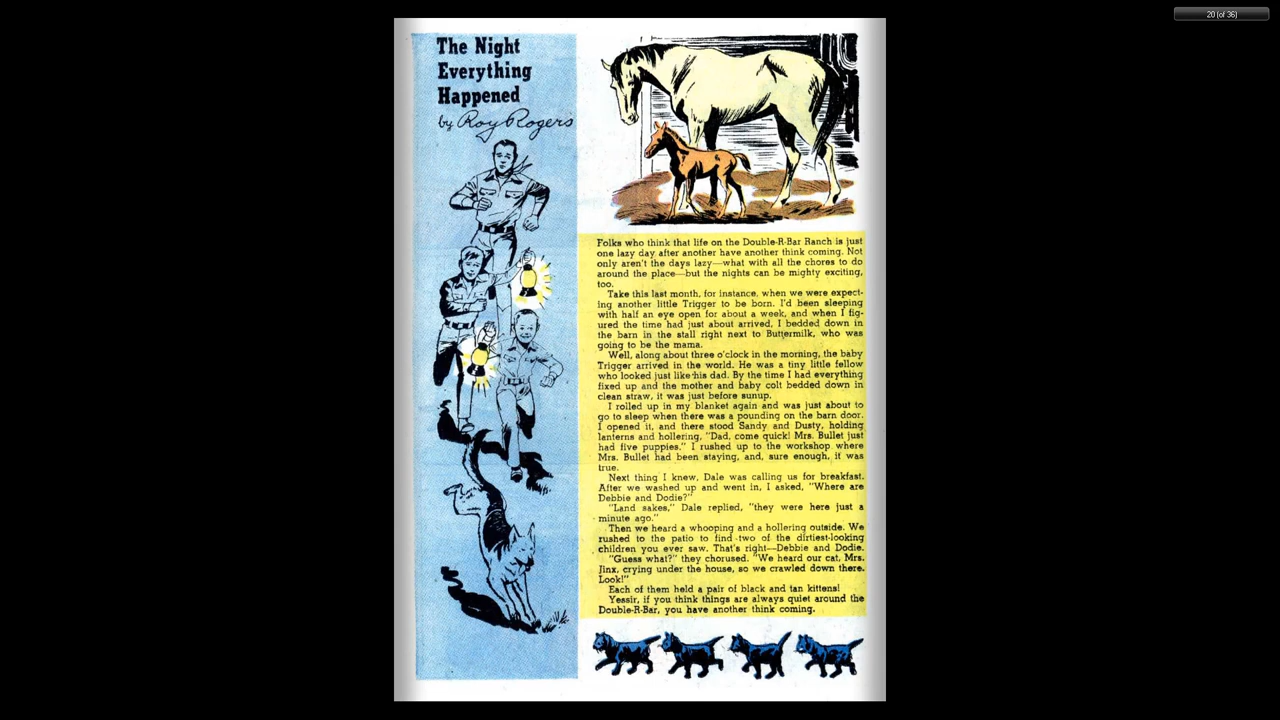 20 (of 36)
The Night
Everything
Happened
by Roy Rogers
Folks who think that life on the Double-R-Bar Ranch is just
one lazy day after another have another think coming. Not
only aren't the days lazy—what with all the chores to do
around the place—but the nights can be mighty exciting,
too.
Take this last month, for instance, when we were expect-
ing another little Trigger to be born. I'd been sleeping
with half an eye open for about a week, and when I fig-
ured the time had just about arrived, I bedded down in
the barn in the stall right next to Buttermilk, who was
going to be the mama.
Well, along about three o'clock in the morning, the baby
Trigger arrived in the world. He was a tiny little fellow
who looked just like his dad. By the time I had everything
fixed up and the mother and baby colt bedded down in
clean straw, it was just before sunup.
I rolled up in my blanket again and was just about to
go to sleep when there was a pounding on the barn door.
I opened it, and there stood Sandy and Dusty, holding
lanterns and hollering, "Dad, come quick! Mrs. Bullet just
had five puppies." I rushed up to the workshop where
Mrs. Bullet had been staying, and, sure enough, it was
true.
Next thing I knew, Dale was calling us for breakfast.
After we washed up and went in, I asked, "Where are
Debbie and Dodie?"
"Land sakes," Dale replied, "they were here just a
minute ago."
Then we heard a whooping and a hollering outside. We
rushed to the patio to find two of the dirtiest-looking
children you ever saw. That's right—Debbie and Dodie.
"Guess what?" they chorused. "We heard our cat, Mrs.
Jinx, crying under the house, so we crawled down there.
Look!"
Each of them held a pair of black and tan kittens!
Yessir, if you think things are always quiet around the
Double-R-Bar, you have another think coming.